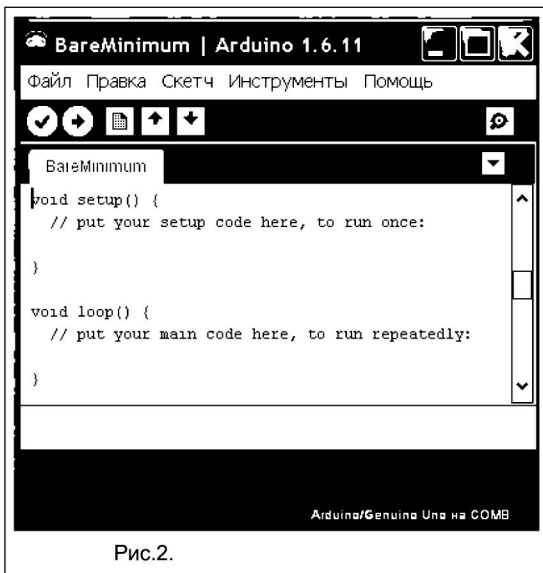 BareMinimum | Arduino 1.6.11
Файл Правка Скетч Инструменты Помощь
BareMinimum
void setup() {
// put your setup code here, to run once:
}
void loop() {
// put your main code here, to run repeatedly:
}
Arduino/Genuino Uno на COM8
Рис.2.